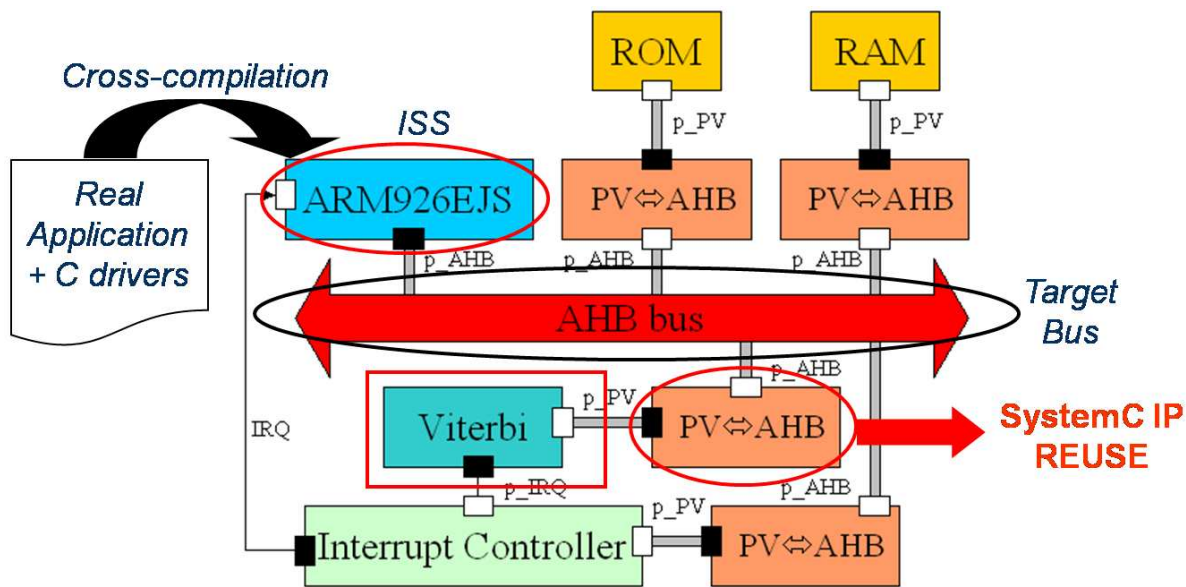 ROM
RAM
Cross-compilation
ISS
p_PV
p_PV
Real
Application
+ C drivers
ARM926EJS
PV⇔AHB
PV⇔AHB
p_AHB
p_AHB
p_AHB
AHB bus
Target
Bus
p_AHB
IRQ
Viterbi
p_PV
PV⇔AHB
SystemC IP
REUSE
p_IRQ
p_AHB
Interrupt Controller
p_PV
PV⇔AHB